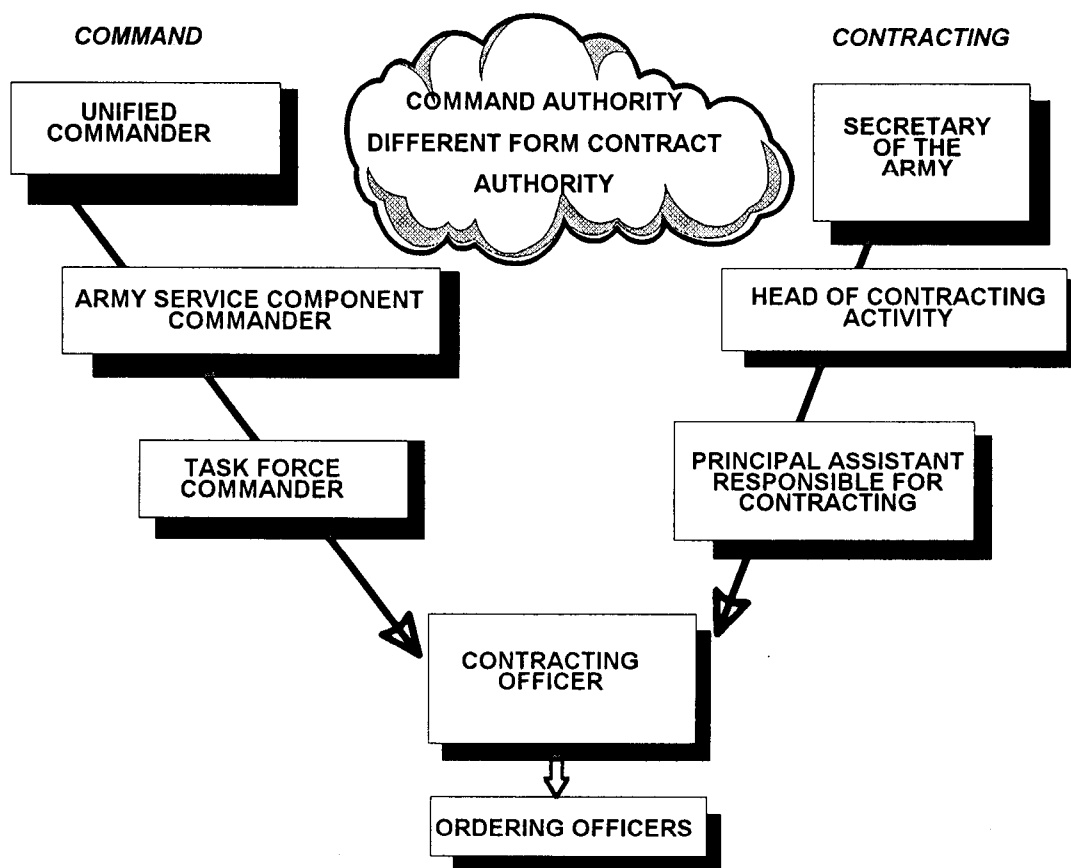 COMMAND
CONTRACTING
UNIFIED
COMMANDER
COMMAND AUTHORITY
DIFFERENT FORM CONTRACT
AUTHORITY
SECRETARY
OF THE
ARMY
ARMY SERVICE COMPONENT
COMMANDER
HEAD OF CONTRACTING
ACTIVITY
TASK FORCE
COMMANDER
PRINCIPAL ASSISTANT
RESPONSIBLE FOR
CONTRACTING
CONTRACTING
OFFICER
ORDERING OFFICERS